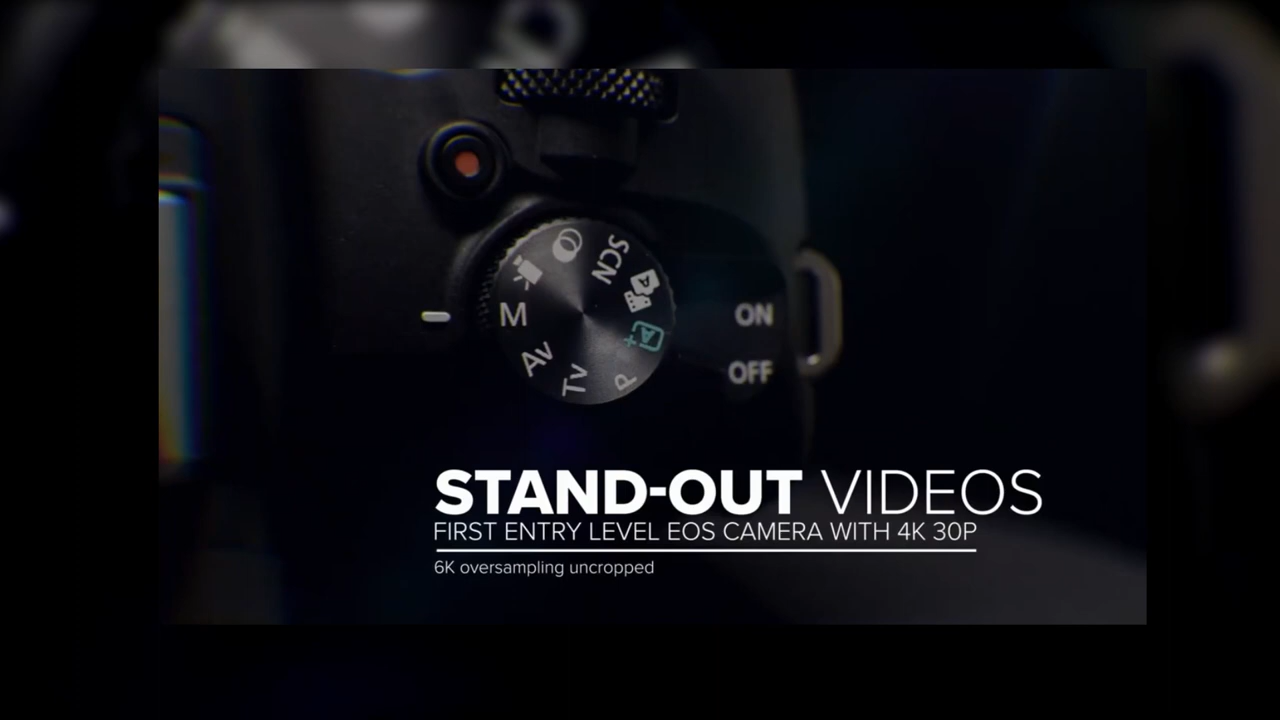 SCN
A
M
A+
ON
Av
Tv
P
OFF
STAND-OUT VIDEOS
FIRST ENTRY LEVEL EOS CAMERA WITH 4K 30P
6K oversampling uncropped